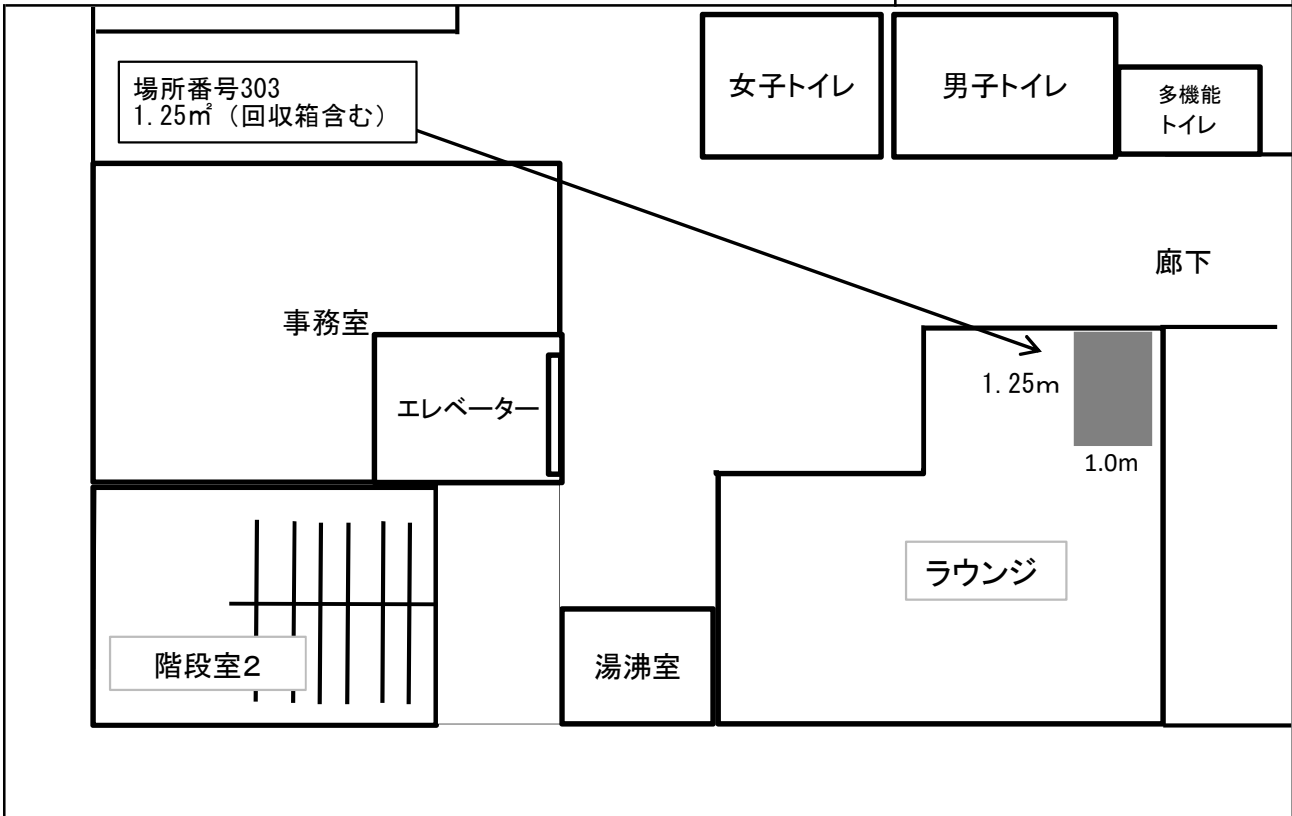 女子トイレ
男子トイレ
多機能
トイレ
場所番号303
1.25㎡（回収箱含む）
廊下
事務室
エレベーター
1.25m
1.0m
ラウンジ
階段室2
湯沸室